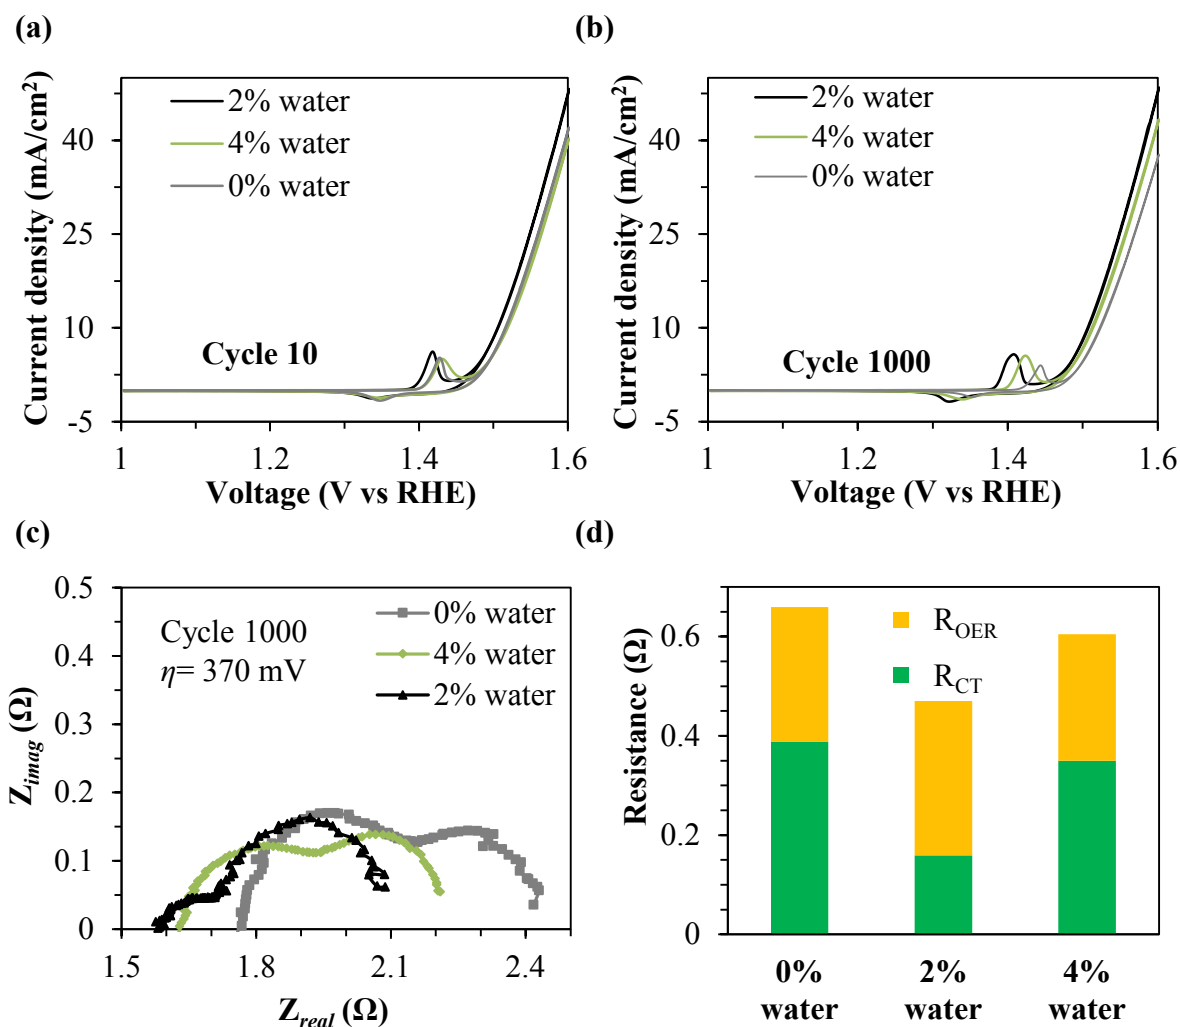 (a)
Current density (mA/cm²)
40
25
10
-5
2% water
4% water
0% water
Cycle 10
1
1.2
1.4
1.6
Voltage (V vs RHE)
(b)
Current density (mA/cm²)
40
25
10
-5
2% water
4% water
0% water
Cycle 1000
1
1.2
1.4
1.6
Voltage (V vs RHE)
(c)
Z_imag (Ω)
0.5
0.4
0.3
0.2
0.1
0
Cycle 1000
η= 370 mV
0% water
4% water
2% water
1.5
1.8
2.1
2.4
Z_real (Ω)
(d)
Resistance (Ω)
0.6
0.4
0.2
0
R_OER
R_CT
0%
water
2%
water
4%
water